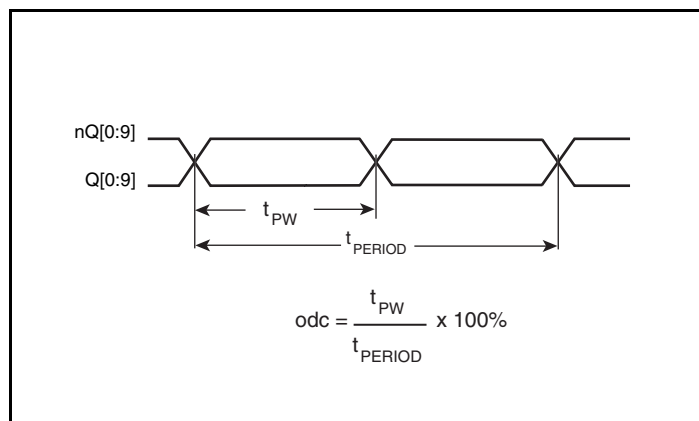 nQ[0:9]
Q[0:9]
tPW
tPERIOD
odc = tPW / tPERIOD x 100%